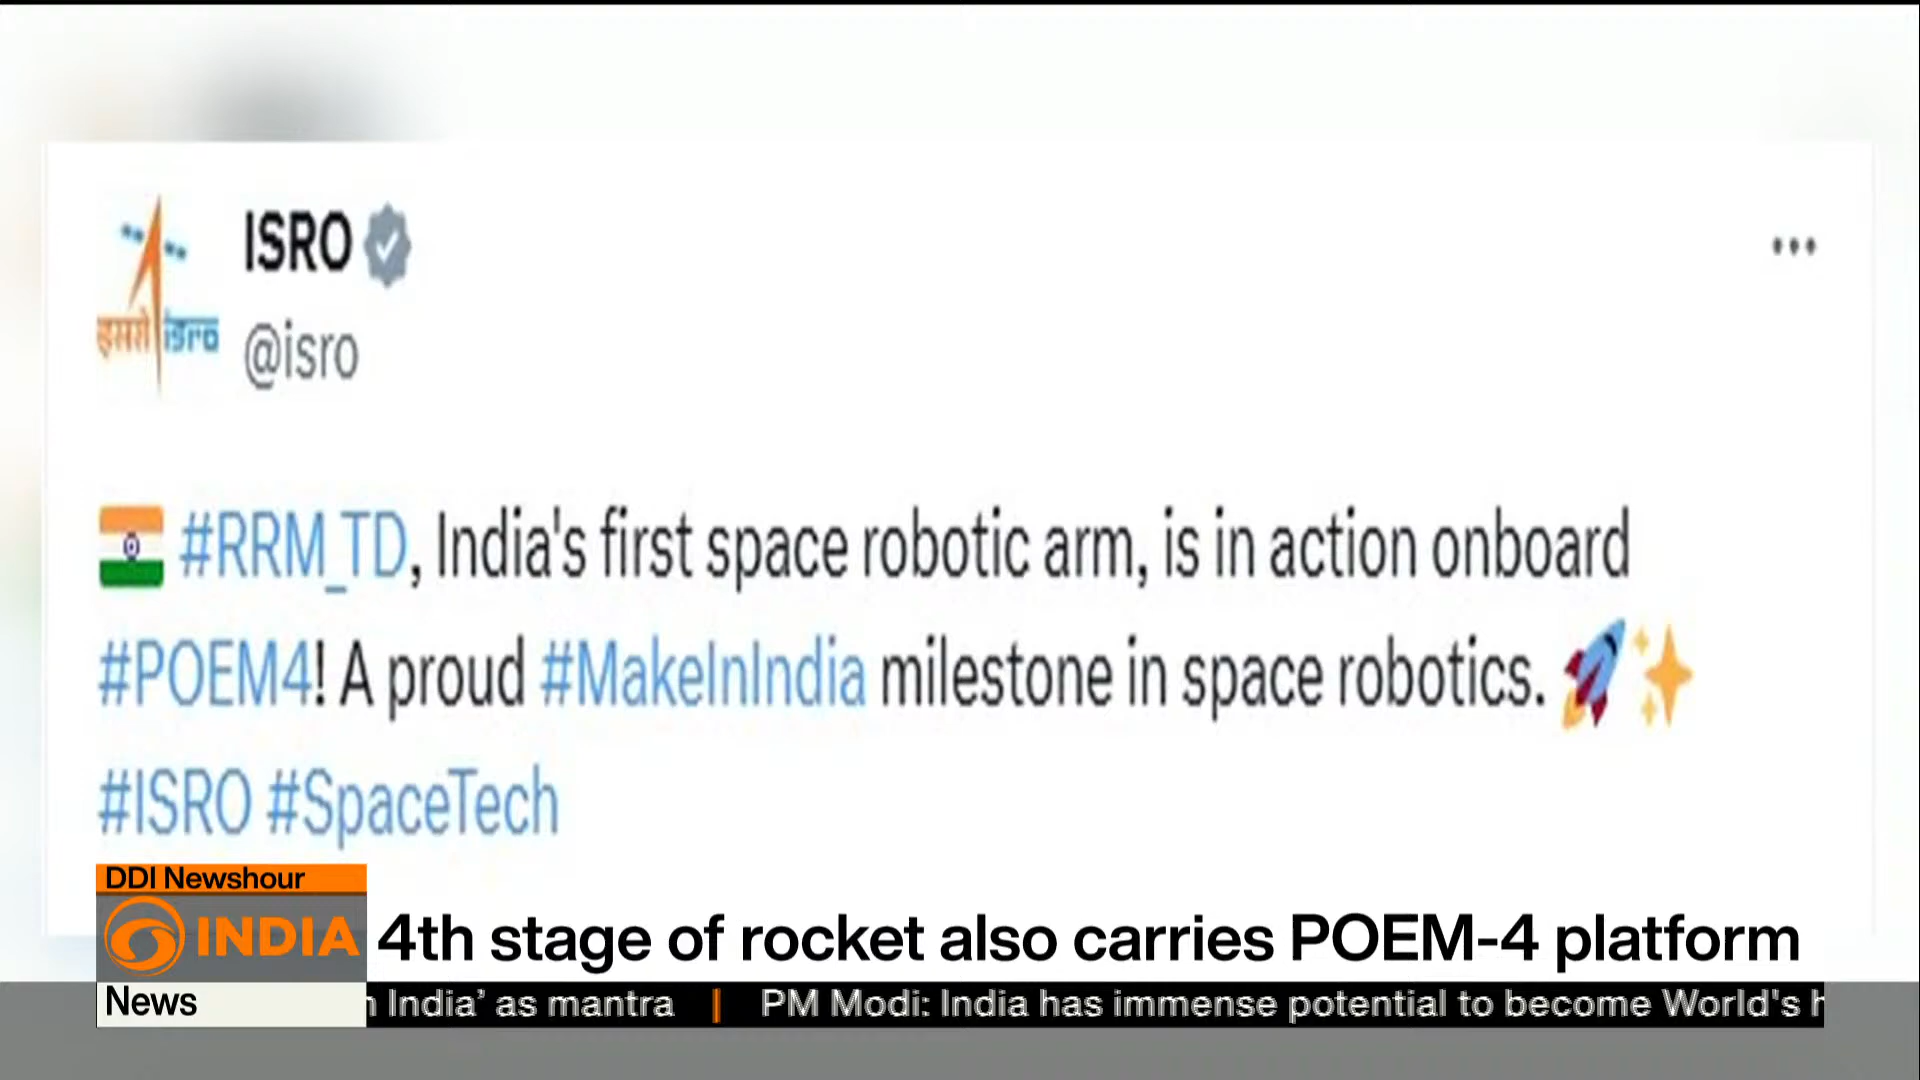 ISRO
इसरो isro
@isro
#RRM_TD, India's first space robotic arm, is in action onboard
#POEM4! A proud #MakeInIndia milestone in space robotics.
#ISRO #SpaceTech
DDI Newshour
INDIA
4th stage of rocket also carries POEM-4 platform
News
India’ as mantra | PM Modi: India has immense potential to become World's